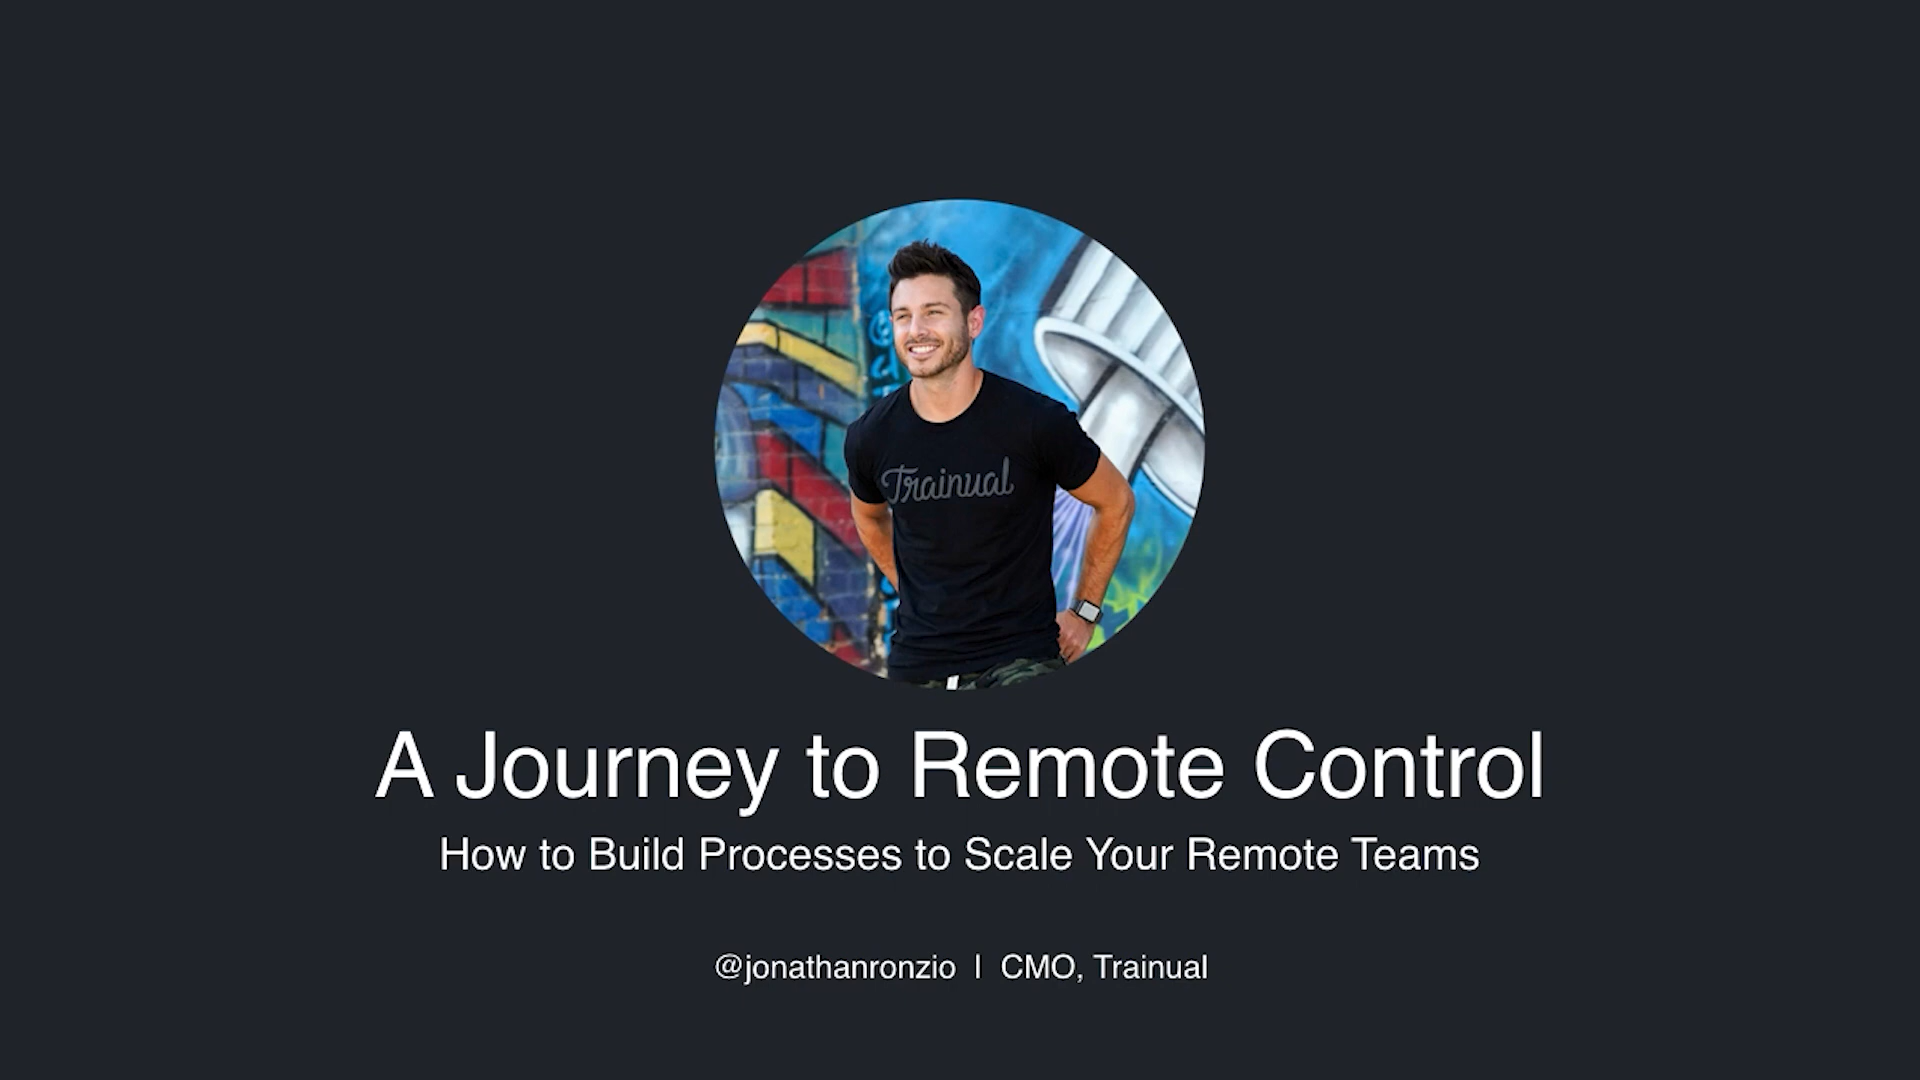 Trainual
A Journey to Remote Control
How to Build Processes to Scale Your Remote Teams
@jonathanronzio | CMO, Trainual